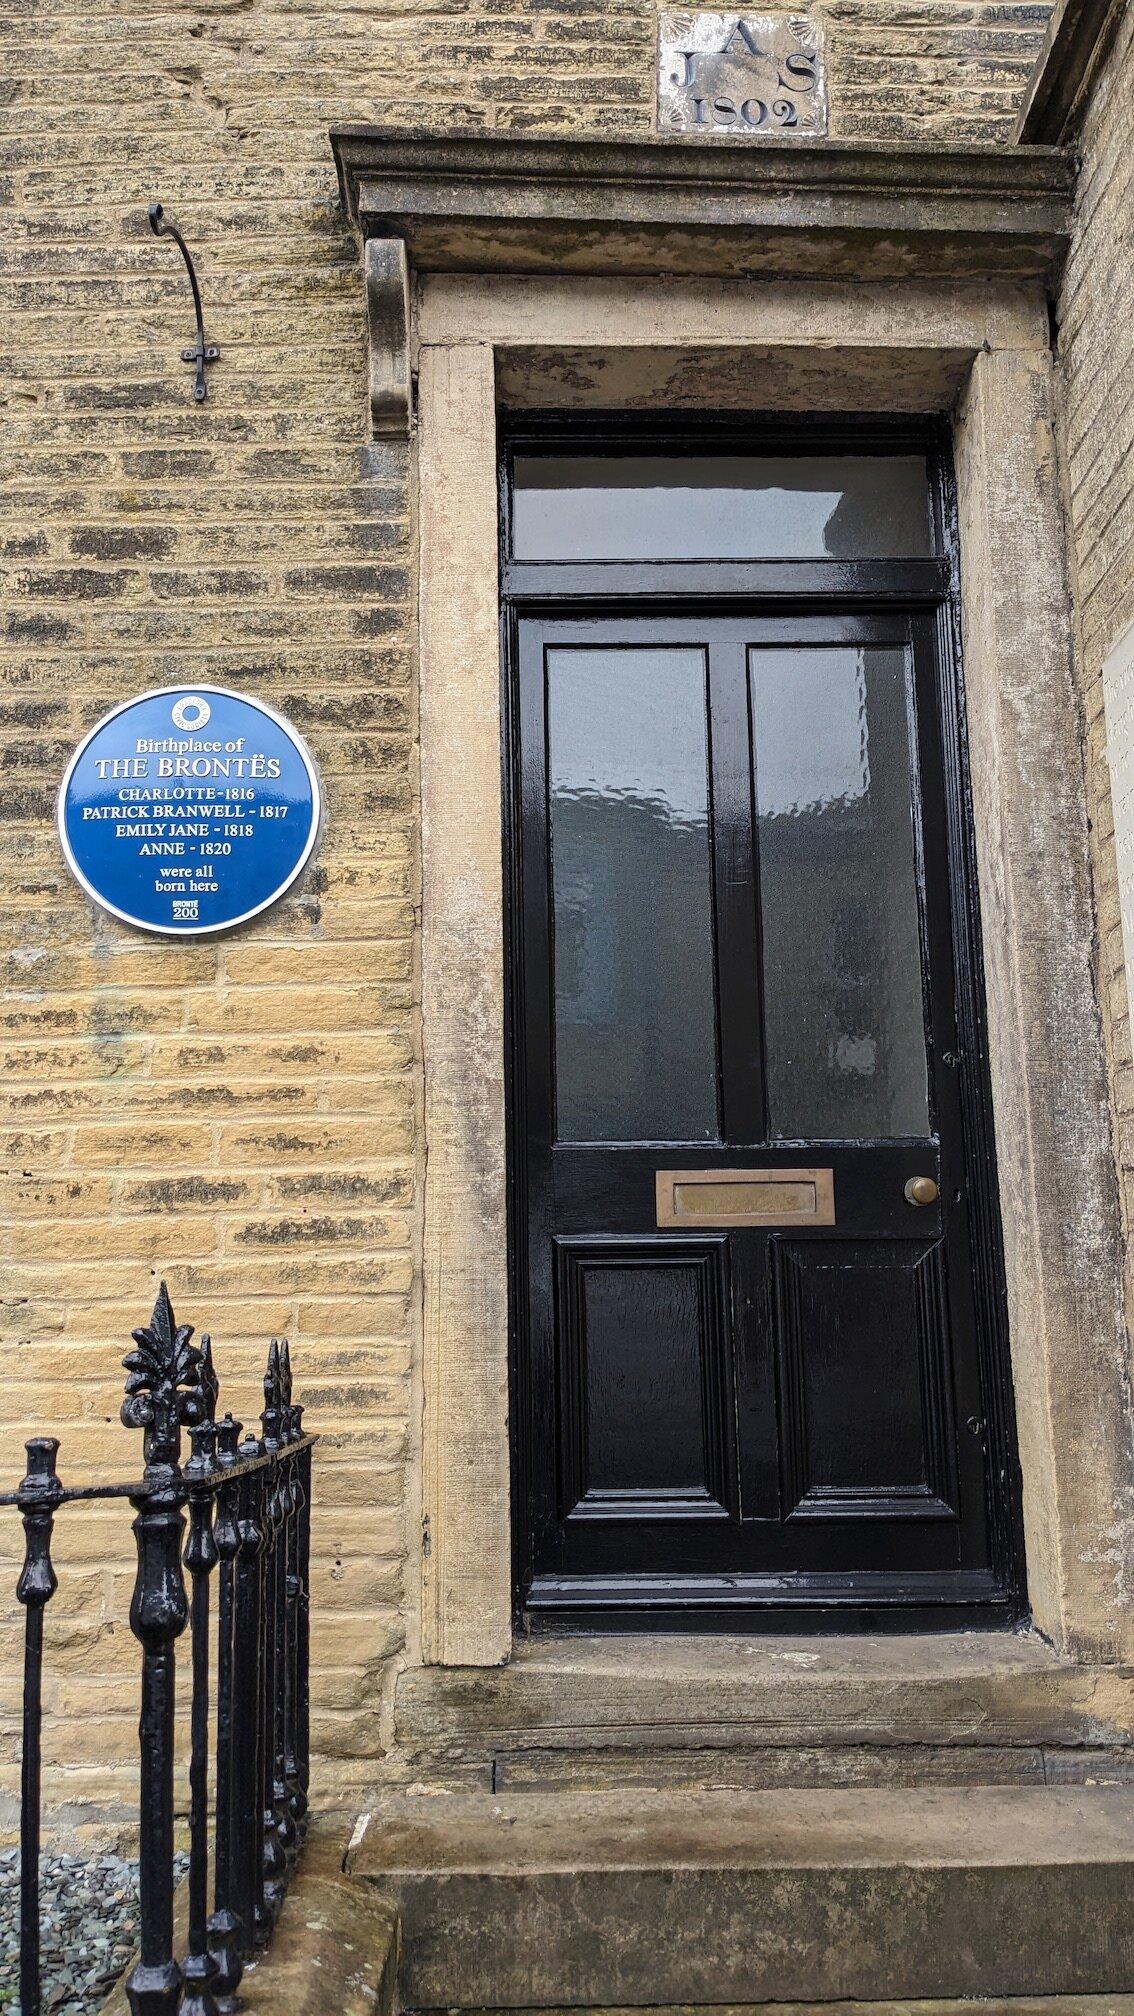 A
J S
1802
Birthplace of
THE BRONTËS
CHARLOTTE-1816
PATRICK BRANWELL - 1817
EMILY JANE - 1818
ANNE - 1820
were all
born here
BRONTË
200